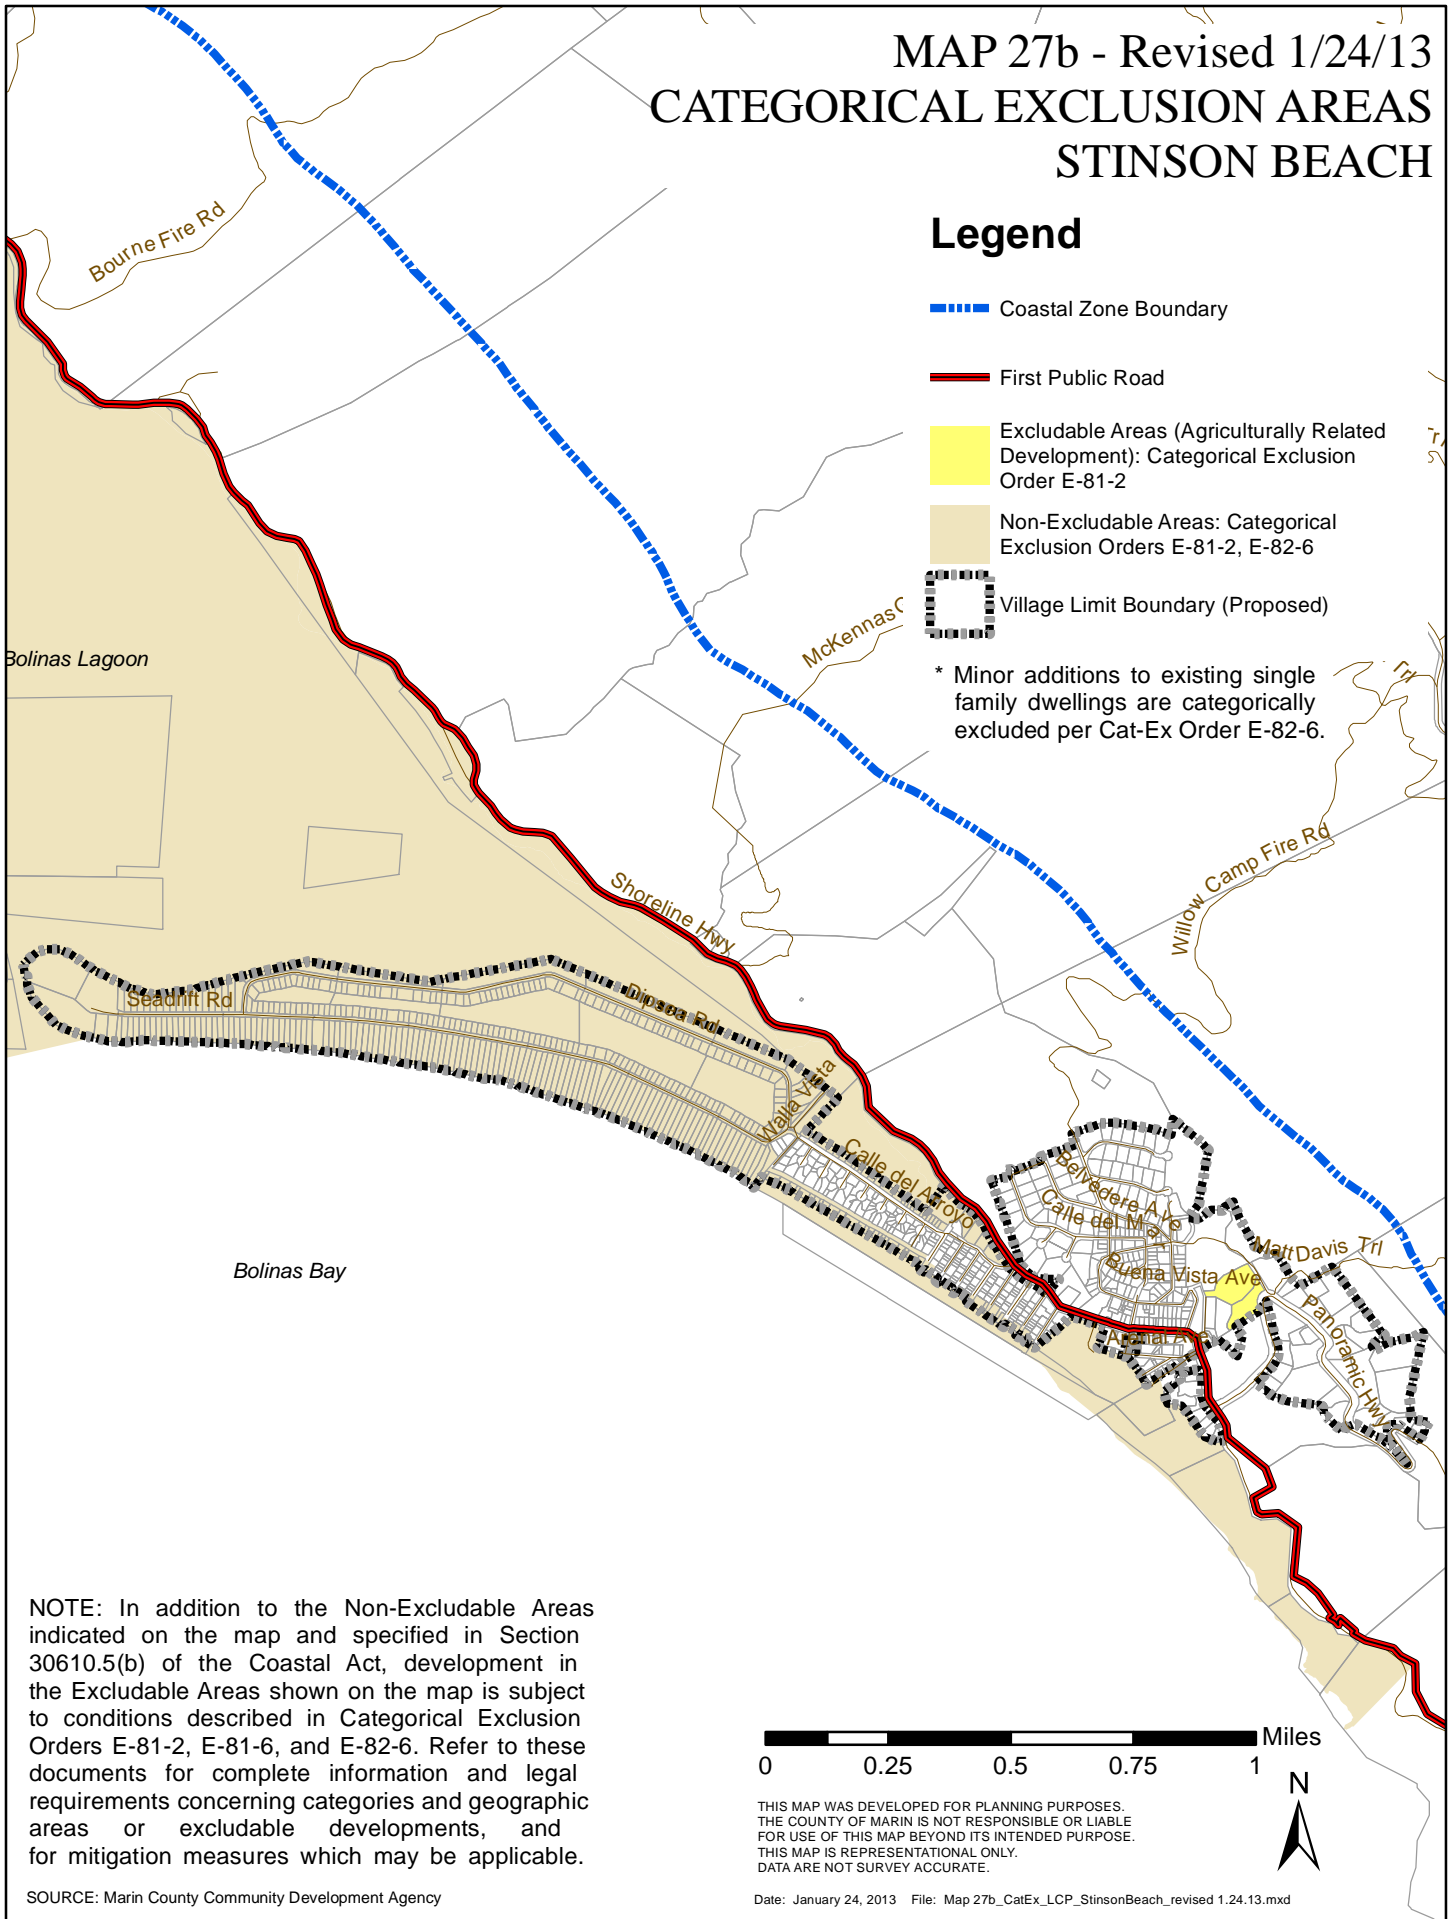 MAP 27b - Revised 1/24/13
CATEGORICAL EXCLUSION AREAS
STINSON BEACH
Legend
Coastal Zone Boundary
First Public Road
Excludable Areas (Agriculturally Related
Development): Categorical Exclusion
Order E-81-2
Non-Excludable Areas: Categorical
Exclusion Orders E-81-2, E-82-6
Village Limit Boundary (Proposed)
* Minor additions to existing single
family dwellings are categorically
excluded per Cat-Ex Order E-82-6.
Bourne Fire Rd
McKennas
Trl
Bolinas Lagoon
Willow Camp Fire Rd
Shoreline Hwy
Seadrift Rd
Dipsea Rd
Walla Vista
Calle del Arroyo
Belvedere Ave
Calle del Mar
Buena Vista Ave
Matt Davis Trl
Panoramic Hwy
Arenal Ave
Bolinas Bay
NOTE: In addition to the Non-Excludable Areas
indicated on the map and specified in Section
30610.5(b) of the Coastal Act, development in
the Excludable Areas shown on the map is subject
to conditions described in Categorical Exclusion
Orders E-81-2, E-81-6, and E-82-6. Refer to these
documents for complete information and legal
requirements concerning categories and geographic
areas or excludable developments, and
for mitigation measures which may be applicable.
SOURCE: Marin County Community Development Agency
Miles
0 0.25 0.5 0.75 1
N
THIS MAP WAS DEVELOPED FOR PLANNING PURPOSES.
THE COUNTY OF MARIN IS NOT RESPONSIBLE OR LIABLE
FOR USE OF THIS MAP BEYOND ITS INTENDED PURPOSE.
THIS MAP IS REPRESENTATIONAL ONLY.
DATA ARE NOT SURVEY ACCURATE.
Date: January 24, 2013 File: Map 27b_CatEx_LCP_StinsonBeach_revised 1.24.13.mxd